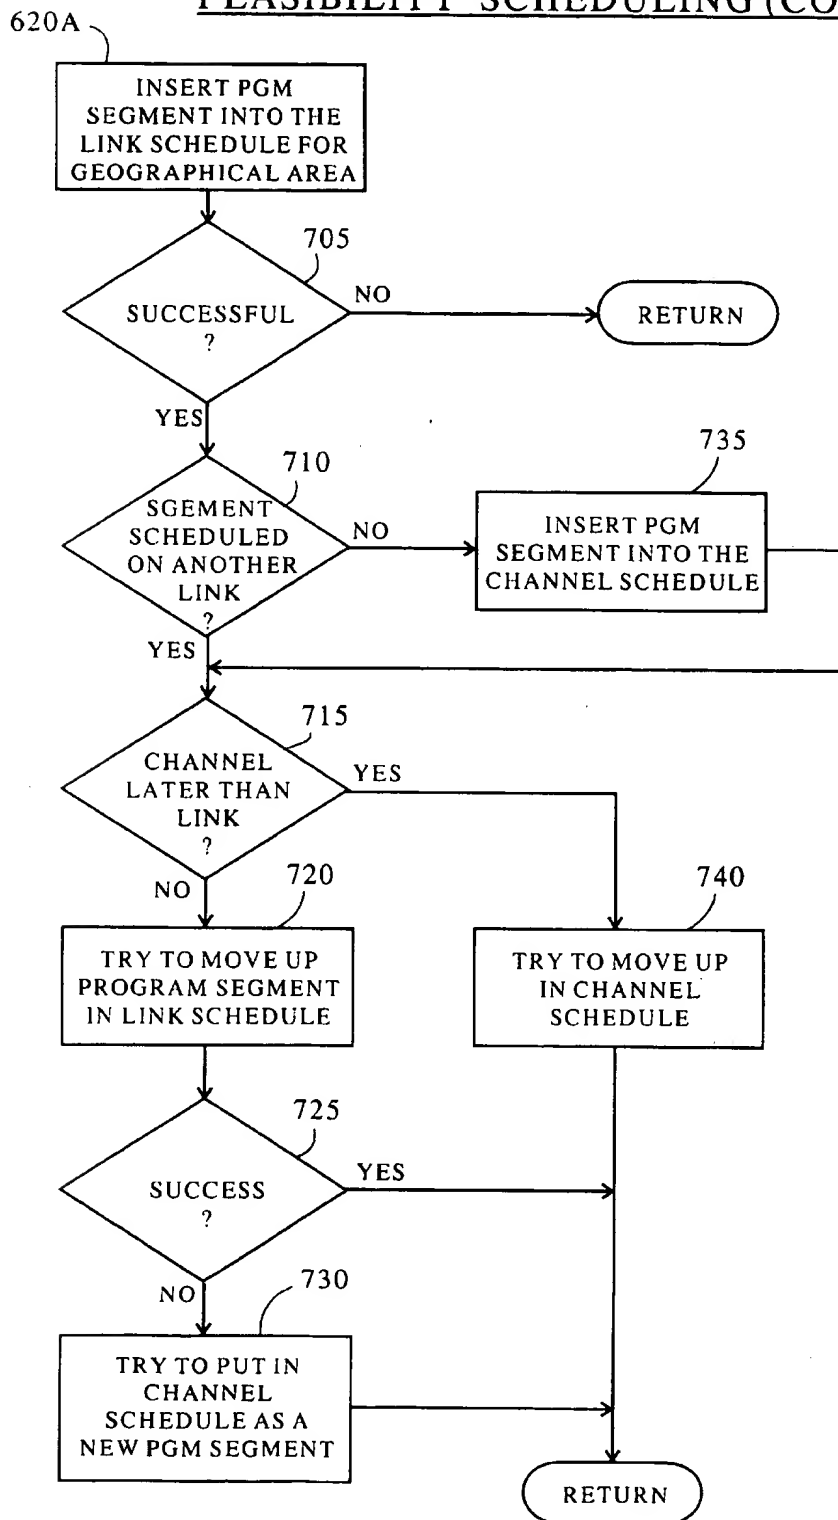 FEASIBILITY SCHEDULING (CO
620A
INSERT PGM
SEGMENT INTO THE
LINK SCHEDULE FOR
GEOGRAPHICAL AREA
705
SUCCESSFUL
?
NO
RETURN
YES
710
SGEMENT
SCHEDULED
ON ANOTHER
LINK
?
NO
735
INSERT PGM
SEGMENT INTO THE
CHANNEL SCHEDULE
YES
715
CHANNEL
LATER THAN
LINK
?
YES
NO
720
TRY TO MOVE UP
PROGRAM SEGMENT
IN LINK SCHEDULE
740
TRY TO MOVE UP
IN CHANNEL
SCHEDULE
725
SUCCESS
?
YES
NO
730
TRY TO PUT IN
CHANNEL
SCHEDULE AS A
NEW PGM SEGMENT
RETURN